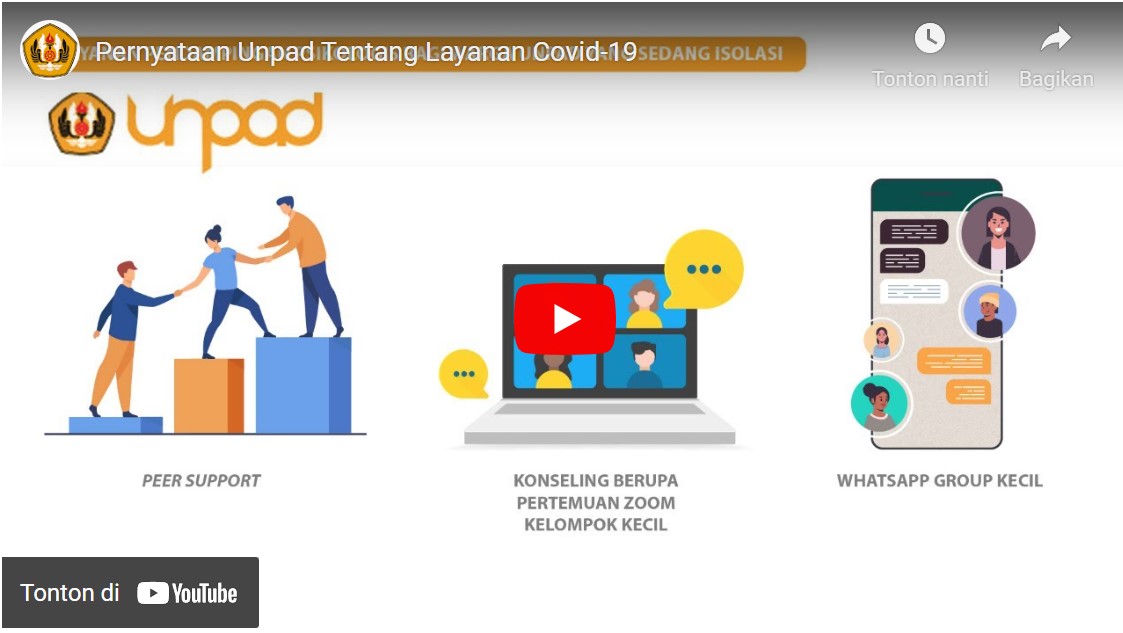 Pernyataan Unpad Tentang Layanan Covid-19
SEDANG ISOLASI
Tonton nanti
Bagikan
unpad
PEER SUPPORT
KONSELING BERUPA
PERTEMUAN ZOOM
KELOMPOK KECIL
WHATSAPP GROUP KECIL
Tonton di YouTube